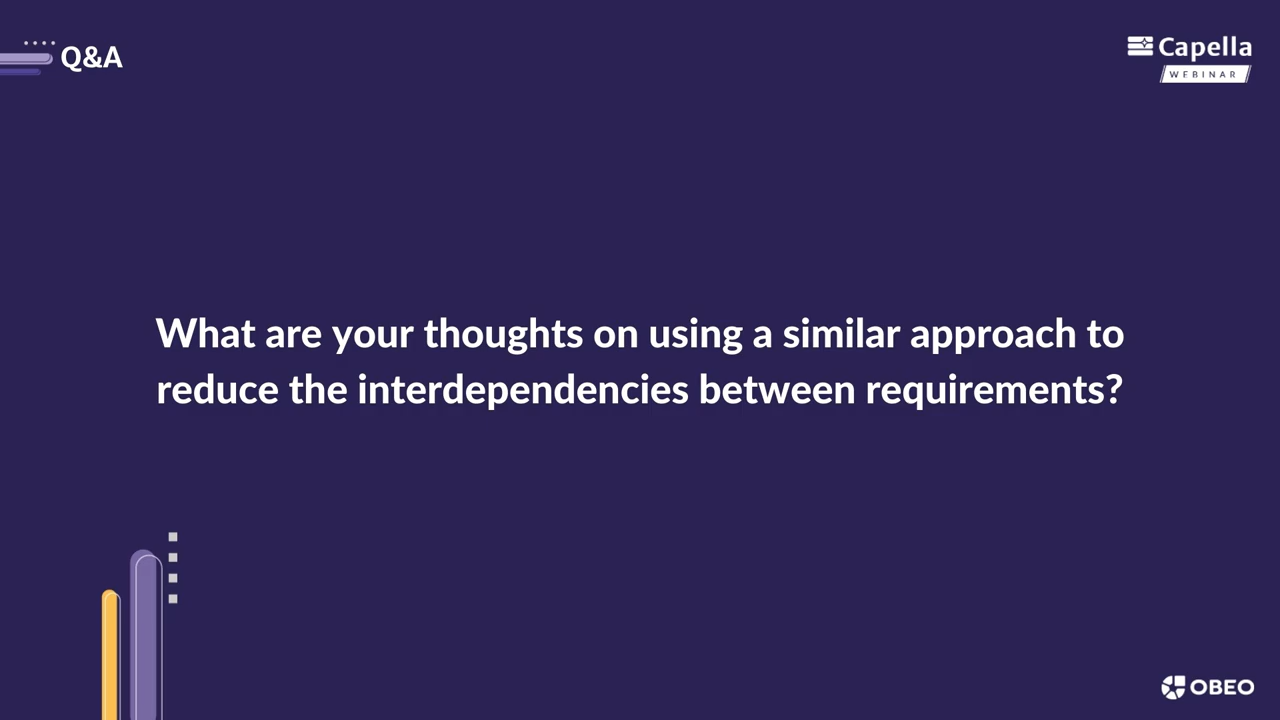 Q&A
Capella
WEBINAR
What are your thoughts on using a similar approach to
reduce the interdependencies between requirements?
OBEO